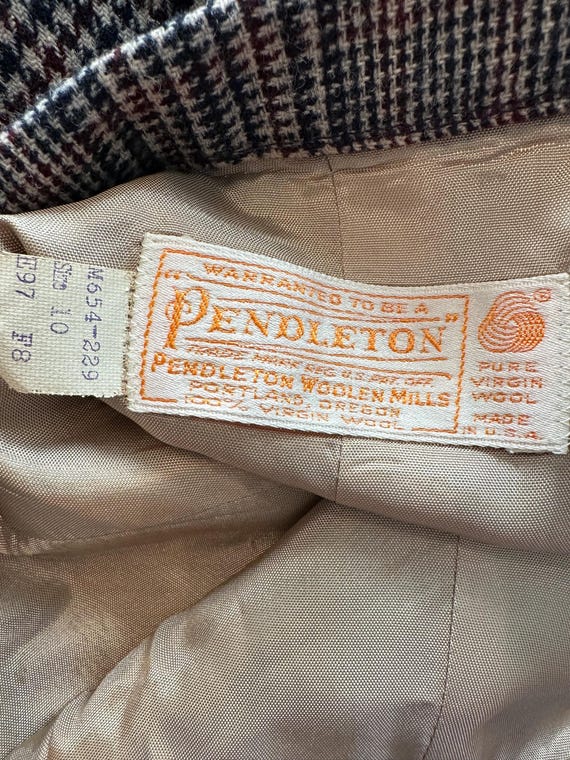 M654-229
SIZE 10
E97 F8
"WARRANTED TO BE A
PENDLETON"
TRADE MARK REG. U.S. PAT. OFF.
PENDLETON WOOLEN MILLS
PORTLAND, OREGON
100% VIRGIN WOOL
®
PURE
VIRGIN
WOOL
MADE
IN U.S.A.